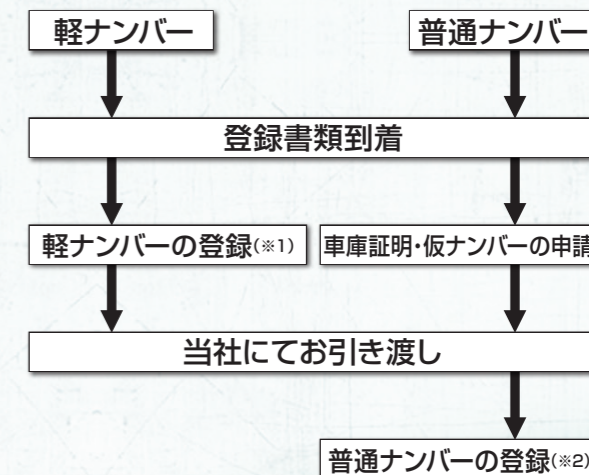 軽ナンバー
普通ナンバー
登録書類到着
軽ナンバーの登録(※1)
車庫証明・仮ナンバーの申請
当社にてお引き渡し
普通ナンバーの登録(※2)